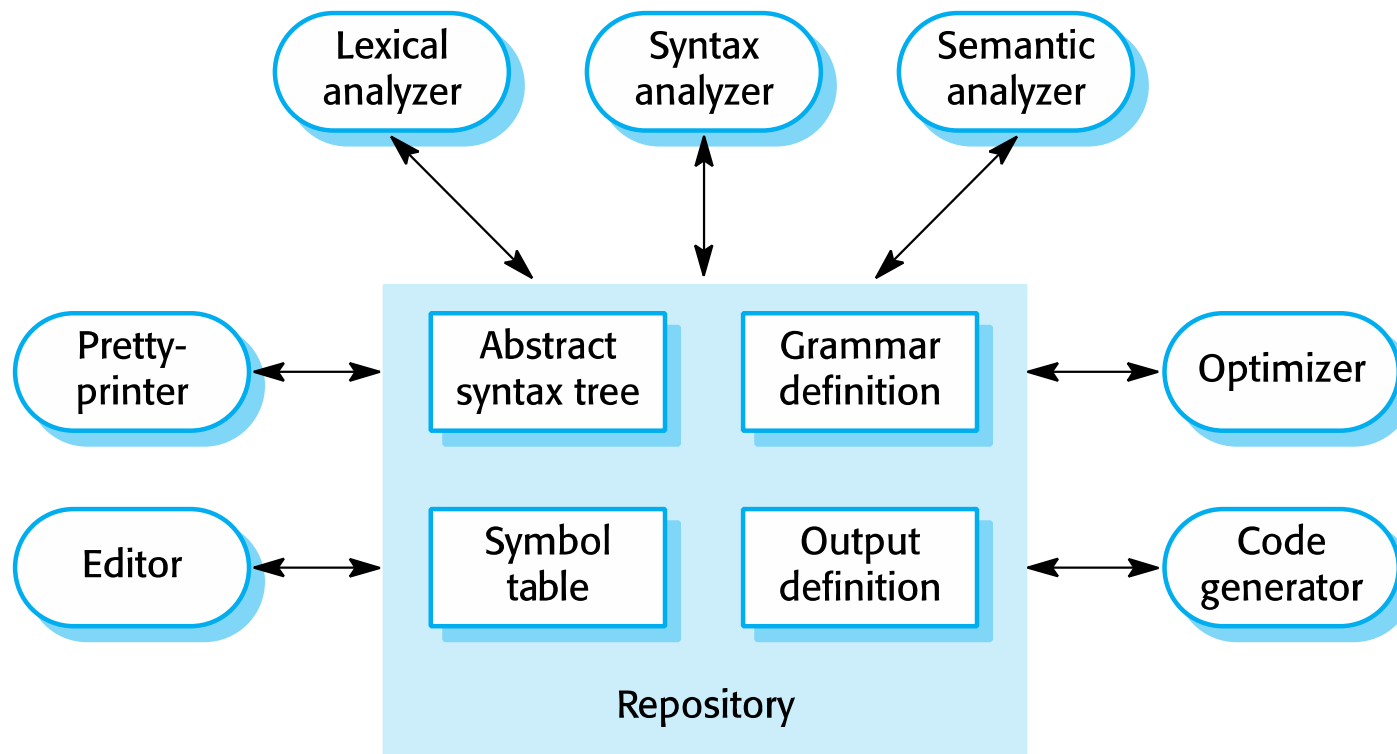 Lexical
analyzer
Syntax
analyzer
Semantic
analyzer
Pretty-
printer
Abstract
syntax tree
Grammar
definition
Optimizer
Editor
Symbol
table
Output
definition
Code
generator
Repository